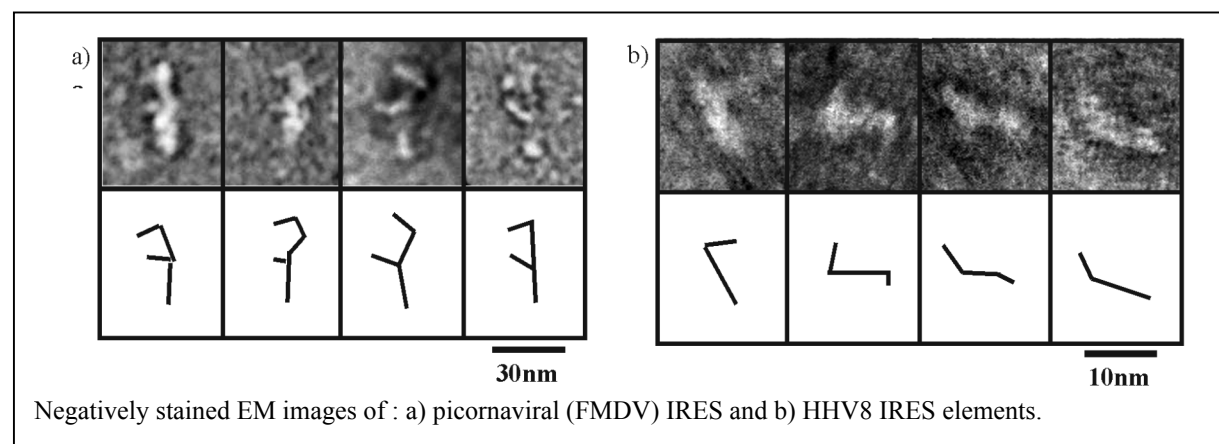 a)
b)
30nm
10nm
Negatively stained EM images of : a) picornaviral (FMDV) IRES and b) HHV8 IRES elements.